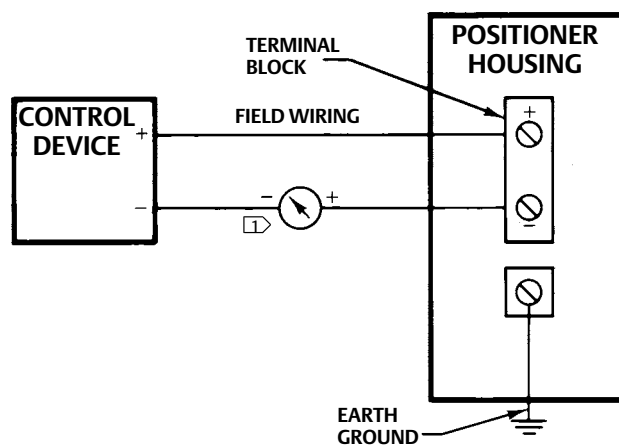 TERMINAL
BLOCK
POSITIONER
HOUSING
CONTROL
DEVICE
+
FIELD WIRING
+
-
- +
1
-
EARTH
GROUND